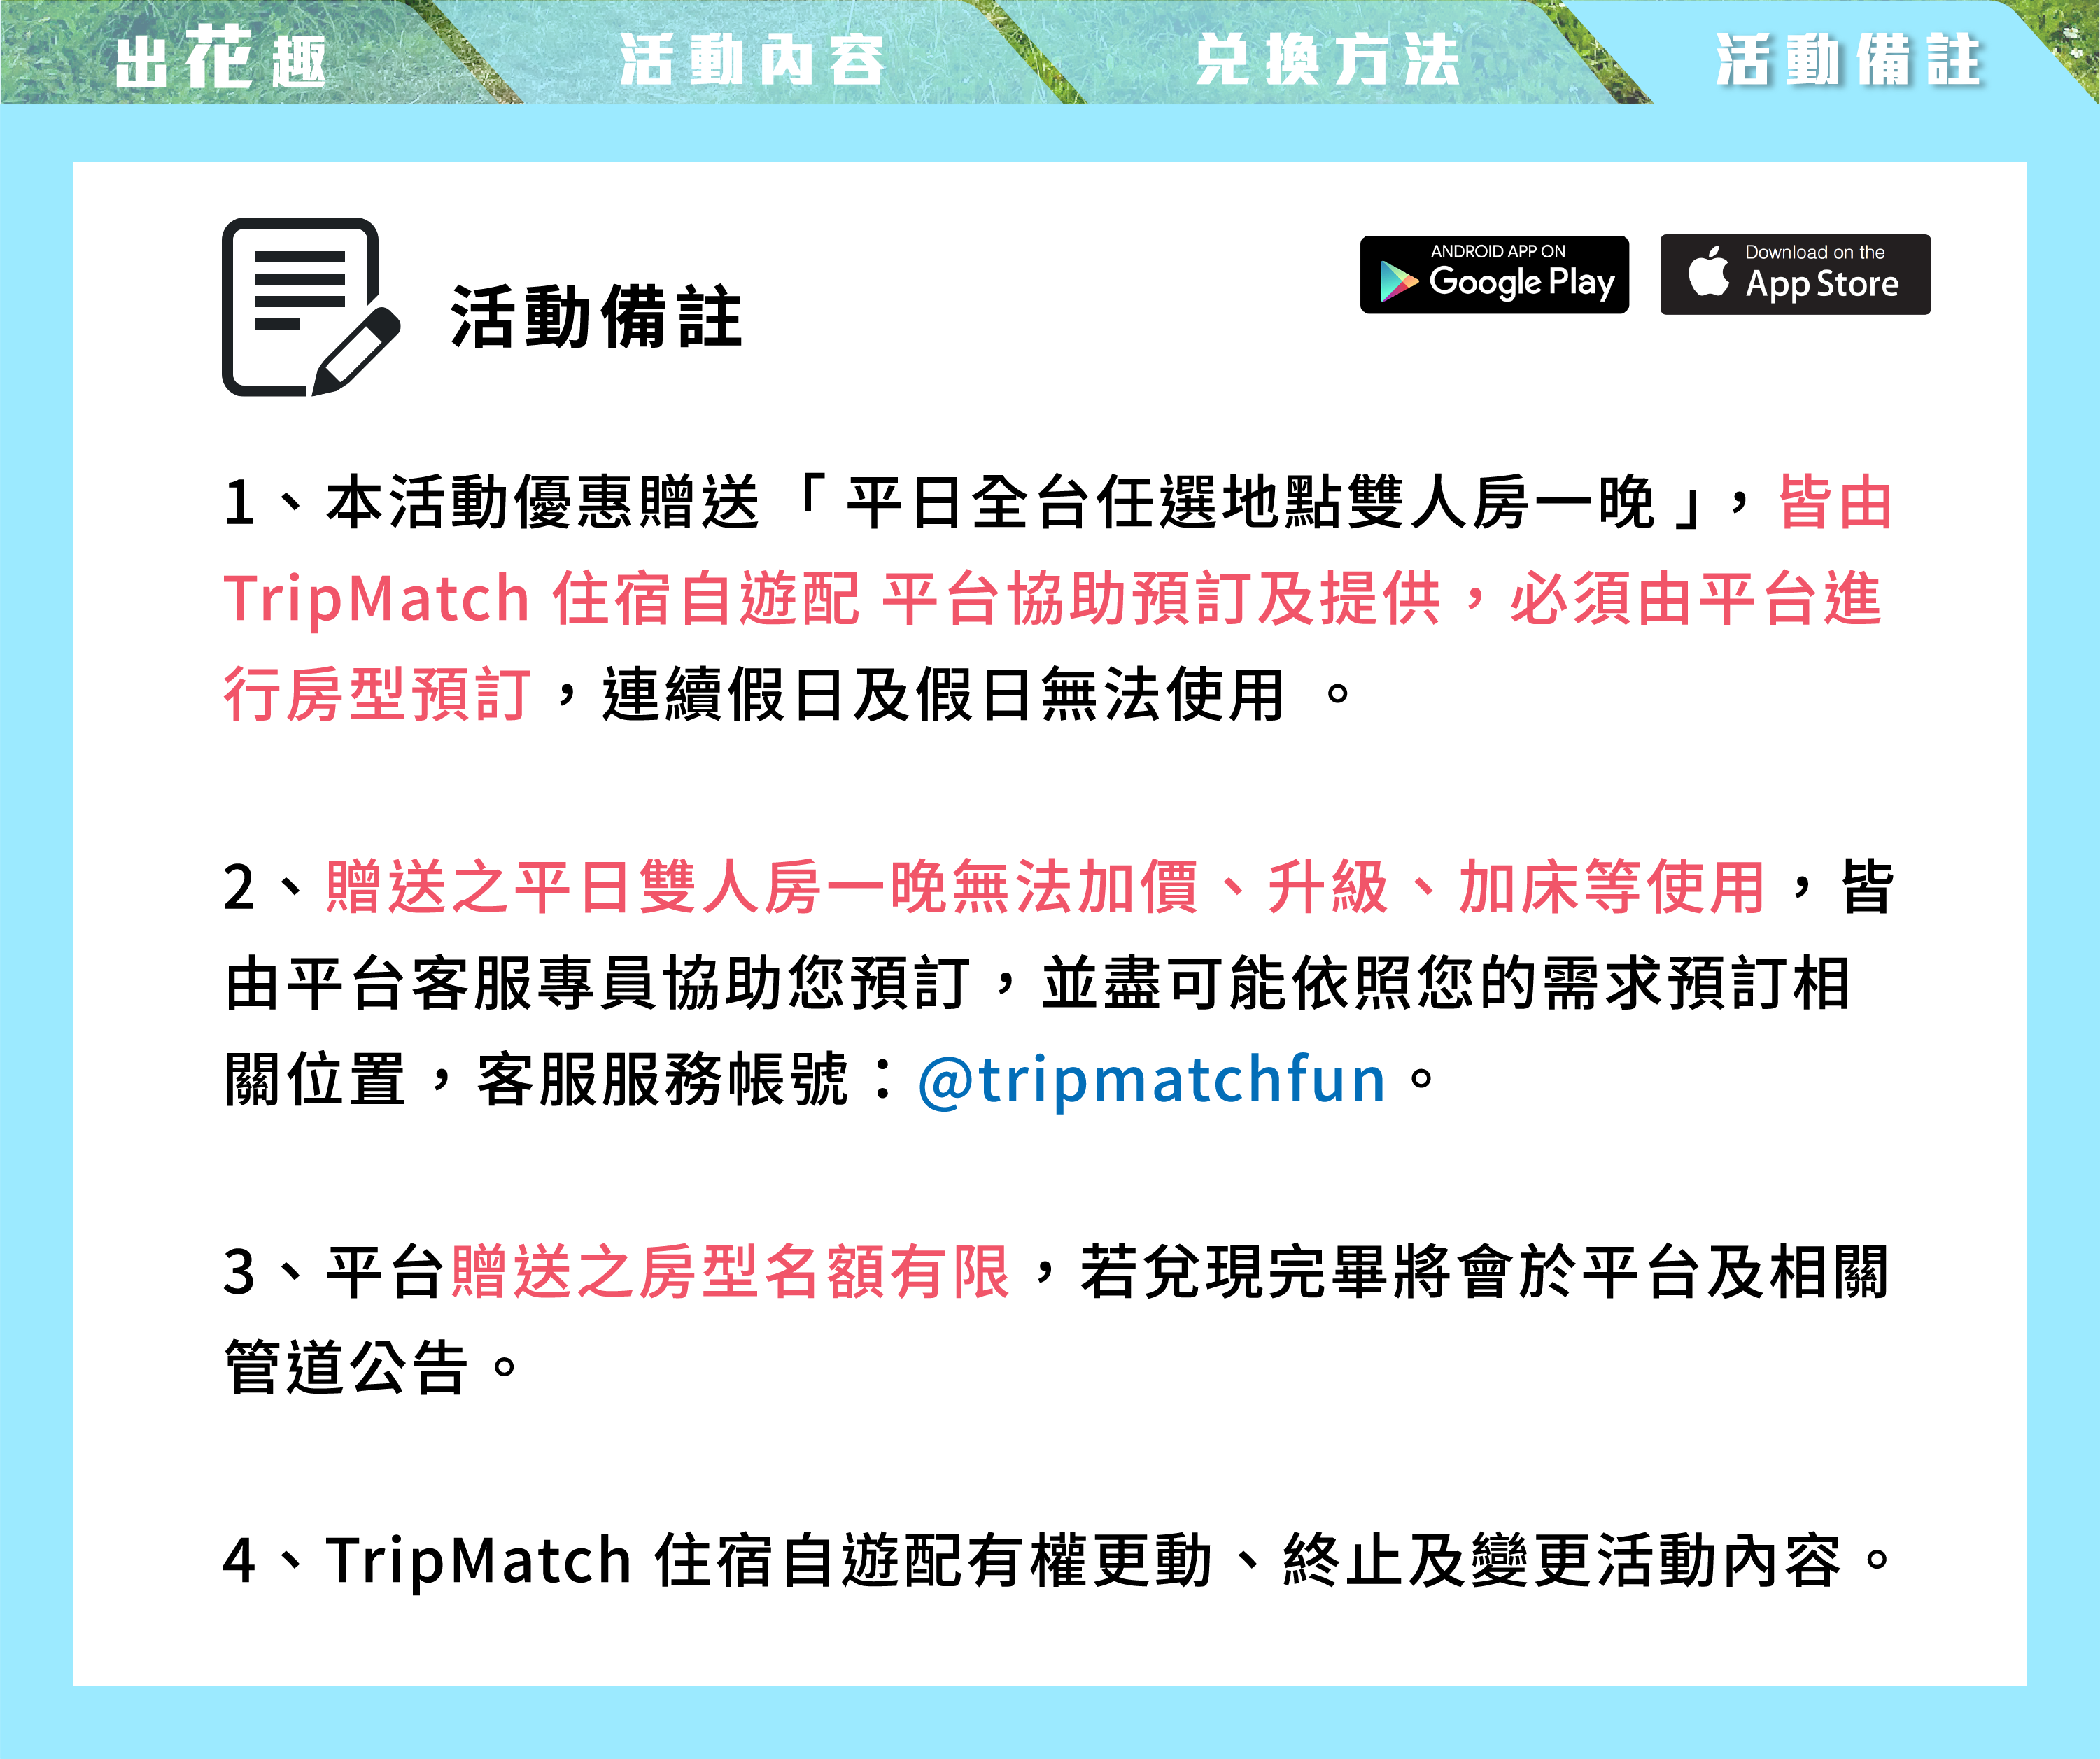 出花趣
活動內容
兌換方法
活動備註
活動備註
ANDROID APP ON
Google Play
Download on the
App Store
1、本活動優惠贈送「平日全台任選地點雙人房一晚」，皆由
TripMatch 住宿自遊配 平台協助預訂及提供，必須由平台進
行房型預訂，連續假日及假日無法使用 。
2、贈送之平日雙人房一晚無法加價、升級、加床等使用，皆
由平台客服專員協助您預訂，並盡可能依照您的需求預訂相
關位置，客服服務帳號：@tripmatchfun。
3、平台贈送之房型名額有限，若兌現完畢將會於平台及相關
管道公告。
4、TripMatch 住宿自遊配有權更動、終止及變更活動內容。